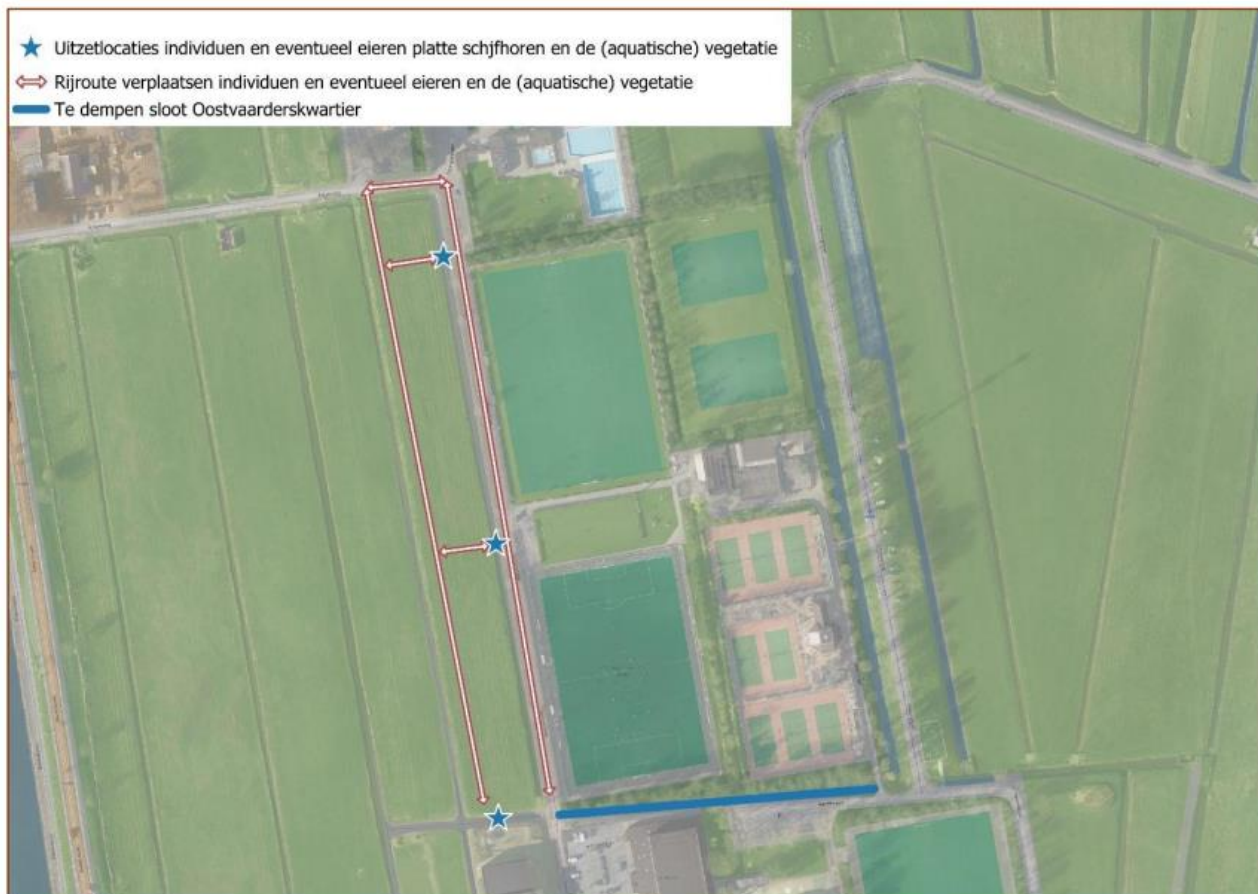 Uitzetlocaties individuen en eventueel eieren platte schijfhoren en de (aquatische) vegetatie
Rijroute verplaatsen individuen en eventueel eieren en de (aquatische) vegetatie
Te dempen sloot Oostvaarderskwartier